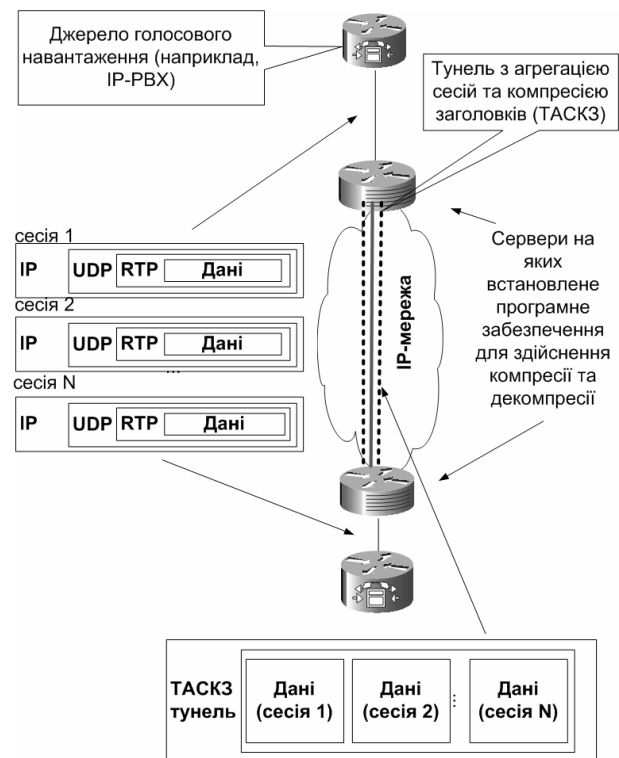 Джерело голосового
навантаження (наприклад,
IP-PBX)
Тунель з агрегацією
сесій та компресією
заголовків (ТАСКЗ)
сесія 1
IP UDP RTP Дані
сесія 2
IP UDP RTP Дані
...
сесія N
IP UDP RTP Дані
IP-мережа
Сервери на
яких
встановлене
програмне
забезпечення
для здійснення
компресії та
декомпресії
ТАСКЗ
тунель
Дані
(сесія 1)
Дані
(сесія 2)
...
Дані
(сесія N)